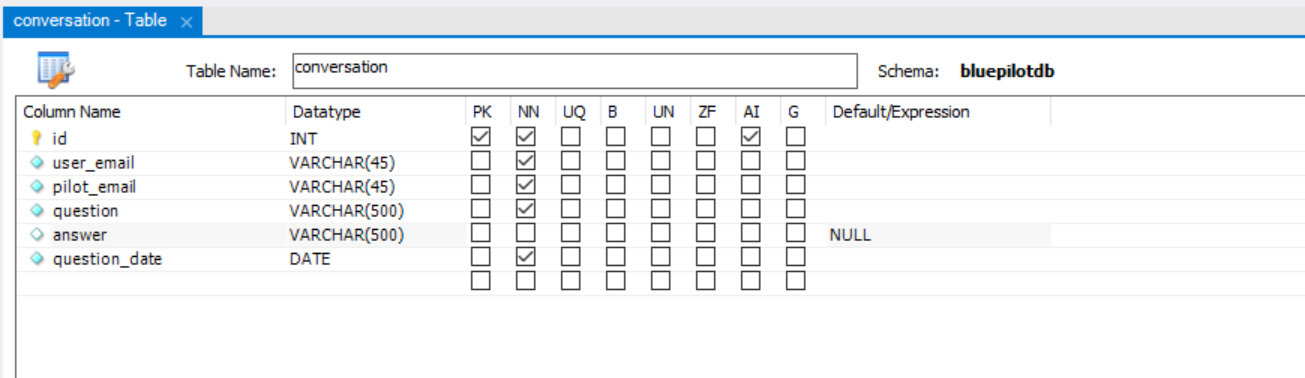 conversation - Table ×
Table Name: conversation Schema: bluepilotdb
Column Name Datatype PK NN UQ B UN ZF AI G Default/Expression
id INT
user_email VARCHAR(45)
pilot_email VARCHAR(45)
question VARCHAR(500)
answer VARCHAR(500) NULL
question_date DATE